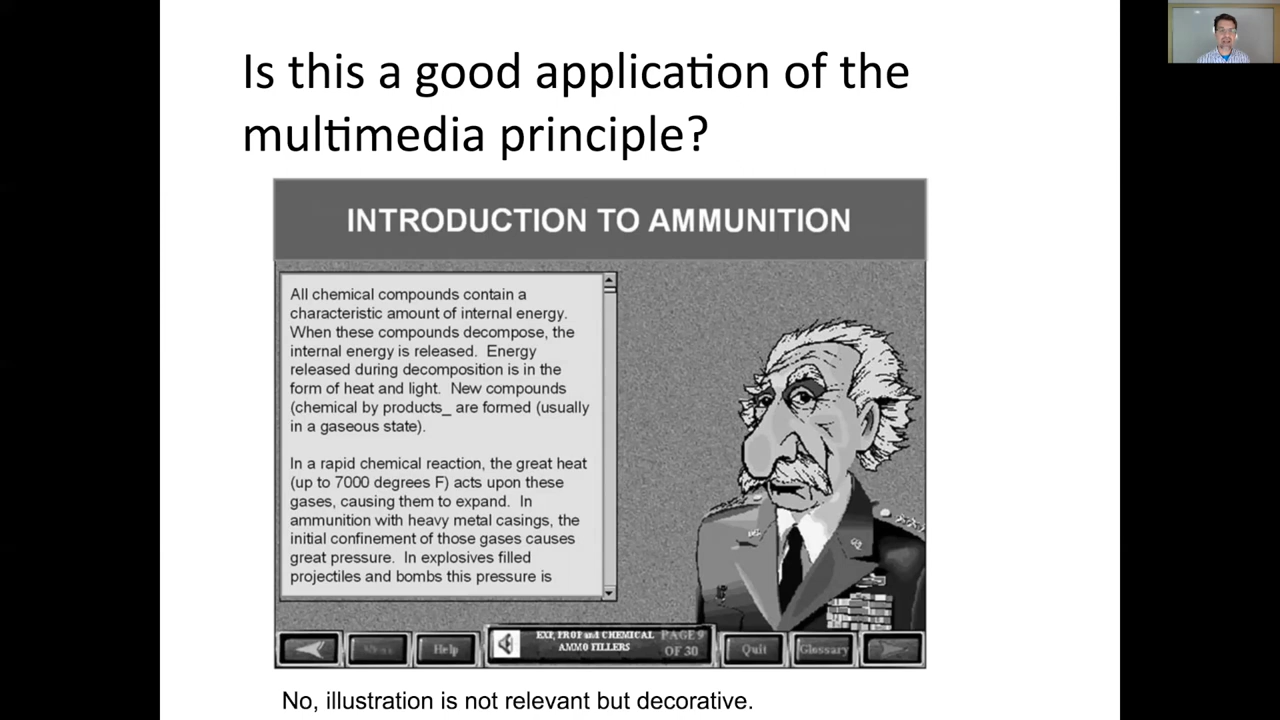 Is this a good application of the
multimedia principle?
INTRODUCTION TO AMMUNITION
All chemical compounds contain a
characteristic amount of internal energy.
When these compounds decompose, the
internal energy is released. Energy
released during decomposition is in the
form of heat and light. New compounds
(chemical by products_ are formed (usually
in a gaseous state).
In a rapid chemical reaction, the great heat
(up to 7000 degrees F) acts upon these
gases, causing them to expand. In
ammunition with heavy metal casings, the
initial confinement of those gases causes
great pressure. In explosives filled
projectiles and bombs this pressure is
Help
EXP, PROP and CHEMICAL
AMMO FILLERS
PAGE 9
OF 30
Quit
Glossary
No, illustration is not relevant but decorative.